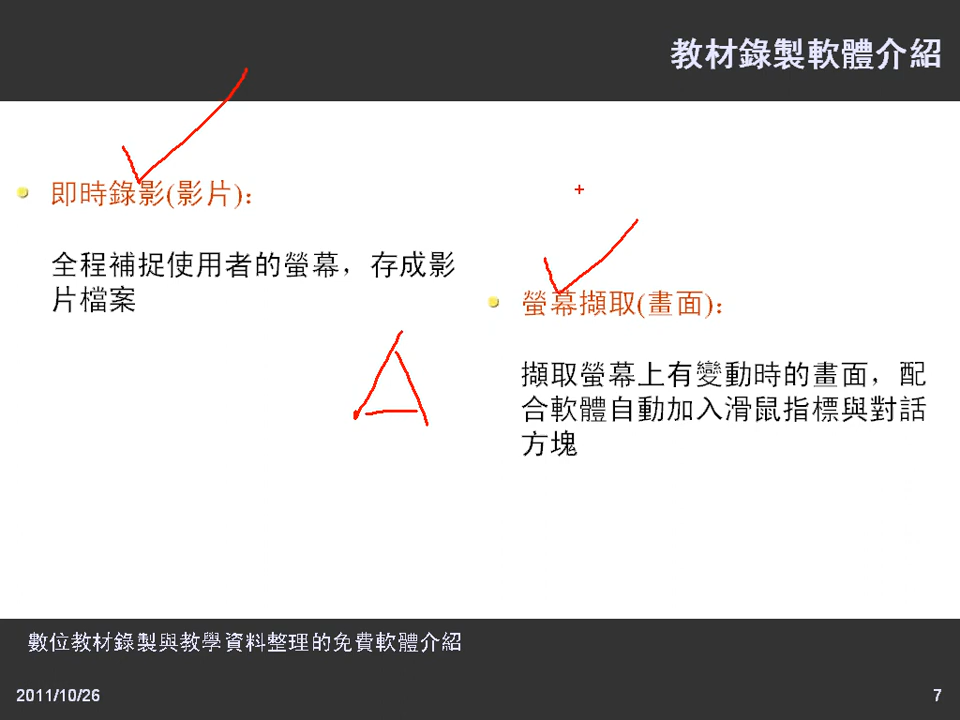 教材錄製軟體介紹
即時錄影(影片):
全程補捉使用者的螢幕，存成影
片檔案
螢幕擷取(畫面):
擷取螢幕上有變動時的畫面，配
合軟體自動加入滑鼠指標與對話
方塊
數位教材錄製與教學資料整理的免費軟體介紹
2011/10/26
7